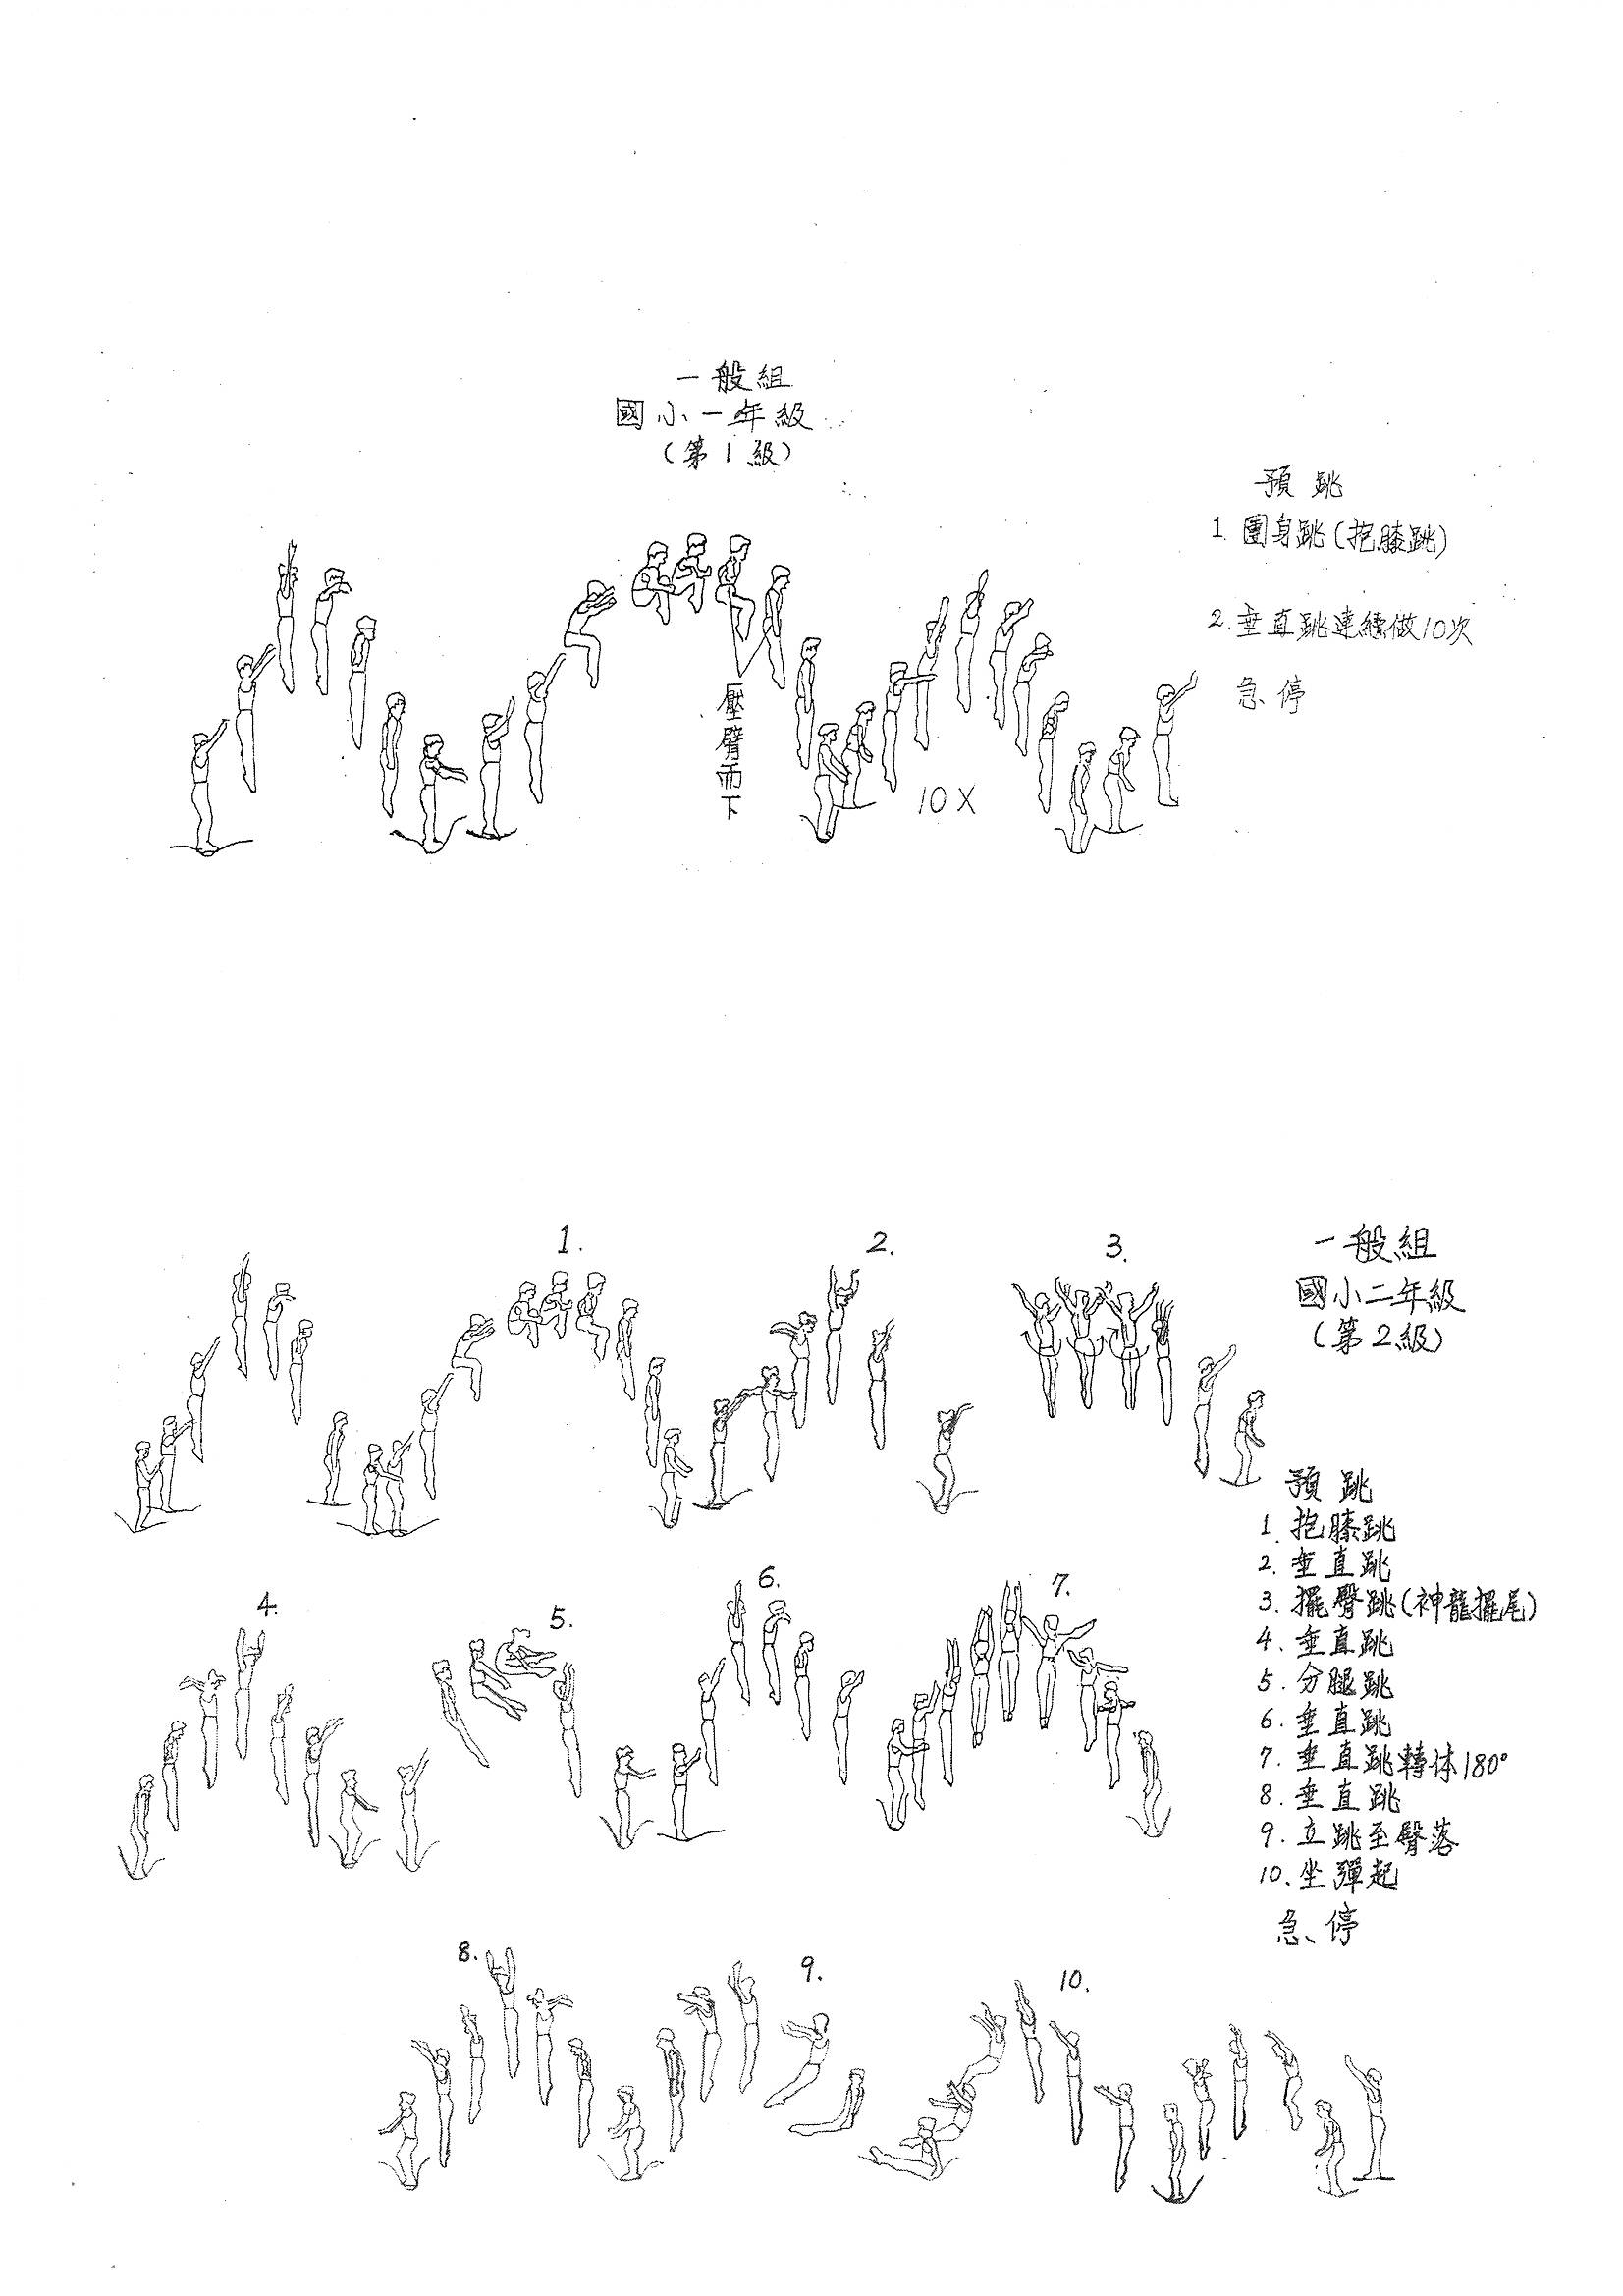 一般組
國小一年級
(第1級)
預跳
1. 團身跳(抱膝跳)
2. 垂直跳連續做10次
急停
壓臂而下
10X
一般組
國小二年級
(第2級)
1.
2.
3.
4.
5.
6.
7.
8.
9.
10.
預跳
1. 抱膝跳
2. 垂直跳
3. 擺臀跳(神龍擺尾)
4. 垂直跳
5. 分腿跳
6. 垂直跳
7. 垂直跳轉体180°
8. 垂直跳
9. 立跳至臀落
10. 坐彈起
急、停